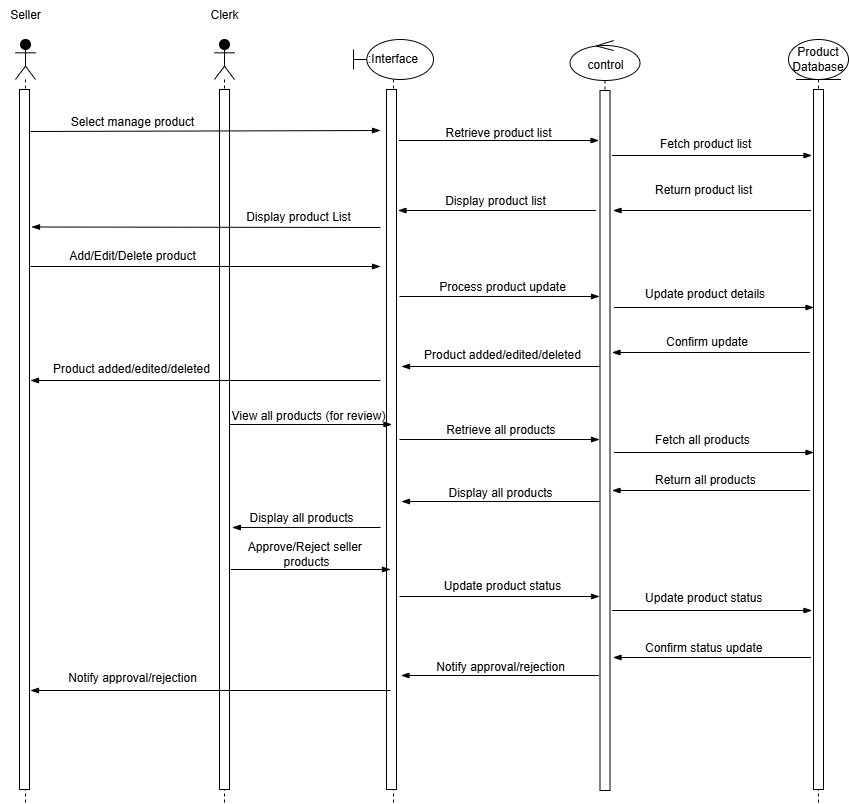 Seller
Clerk
:Interface
control
Product
Database
Select manage product
Retrieve product list
Fetch product list
Return product list
Display product list
Display product List
Add/Edit/Delete product
Process product update
Update product details
Confirm update
Product added/edited/deleted
Product added/edited/deleted
View all products (for review)
Retrieve all products
Fetch all products
Return all products
Display all products
Display all products
Approve/Reject seller
products
Update product status
Update product status
Confirm status update
Notify approval/rejection
Notify approval/rejection